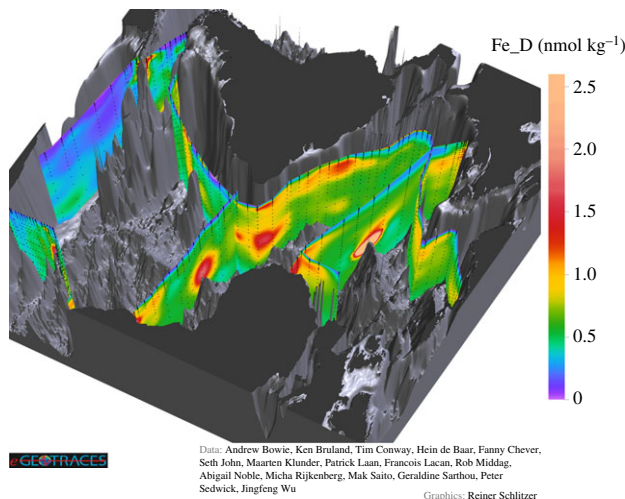 Fe_D (nmol kg⁻¹)
2.5
2.0
1.5
1.0
0.5
0
eGEOTRACES
Data: Andrew Bowie, Ken Bruland, Tim Conway, Hein de Baar, Fanny Chever,
Seth John, Maarten Klunder, Patrick Laan, Francois Lacan, Rob Middag,
Abigail Noble, Micha Rijkenberg, Mak Saito, Geraldine Sarthou, Peter
Sedwick, Jingfeng Wu
Graphics: Reiner Schlitzer